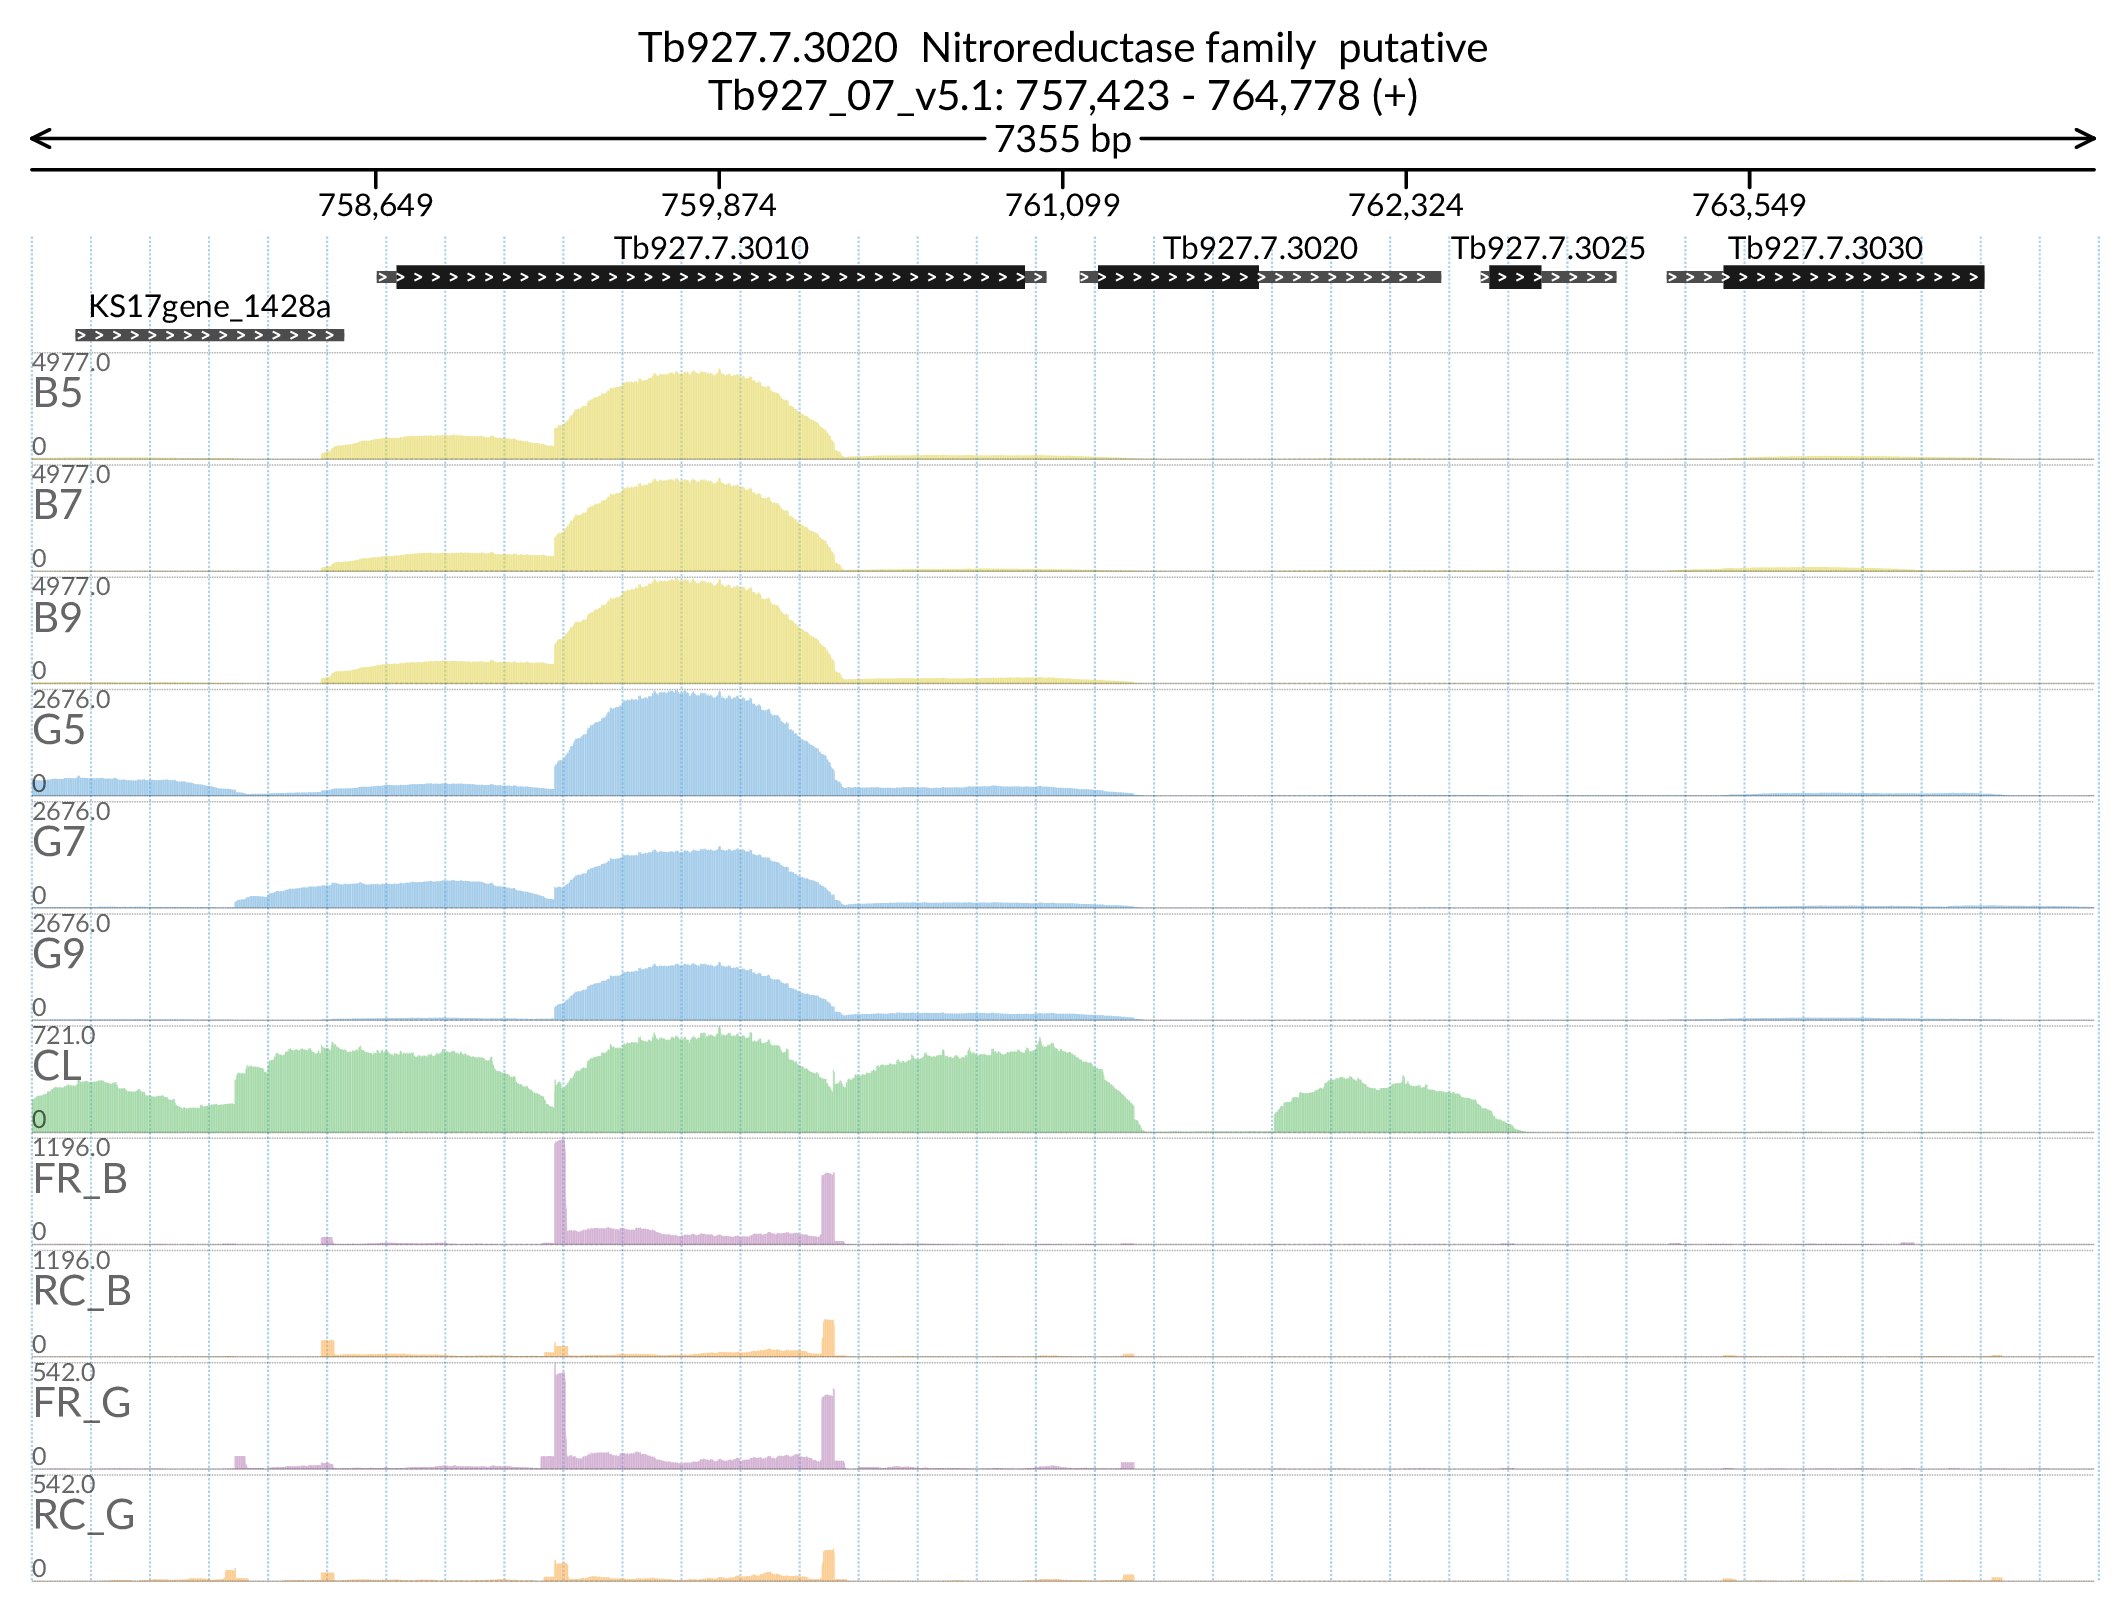 Tb927.7.3020  Nitroreductase family  putative
Tb927_07_v5.1: 757,423 - 764,778 (+)
7355 bp
758,649 759,874 761,099 762,324 763,549
Tb927.7.3010 Tb927.7.3020 Tb927.7.3025 Tb927.7.3030
KS17gene_1428a
4977.0
B5
0
4977.0
B7
0
4977.0
B9
0
2676.0
G5
0
2676.0
G7
0
2676.0
G9
0
721.0
CL
0
1196.0
FR_B
0
1196.0
RC_B
0
542.0
FR_G
0
542.0
RC_G
0